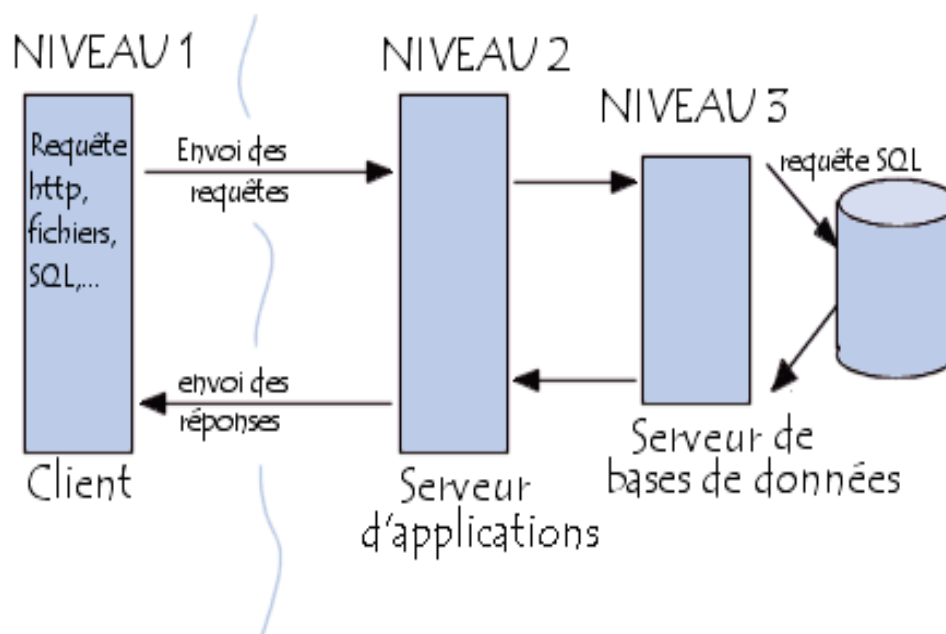 NIVEAU 1
NIVEAU 2
NIVEAU 3
Requête
http,
fichiers,
SQL,...
Envoi des
requêtes
requête SQL
envoi des
réponses
Client
Serveur
d'applications
Serveur de
bases de données